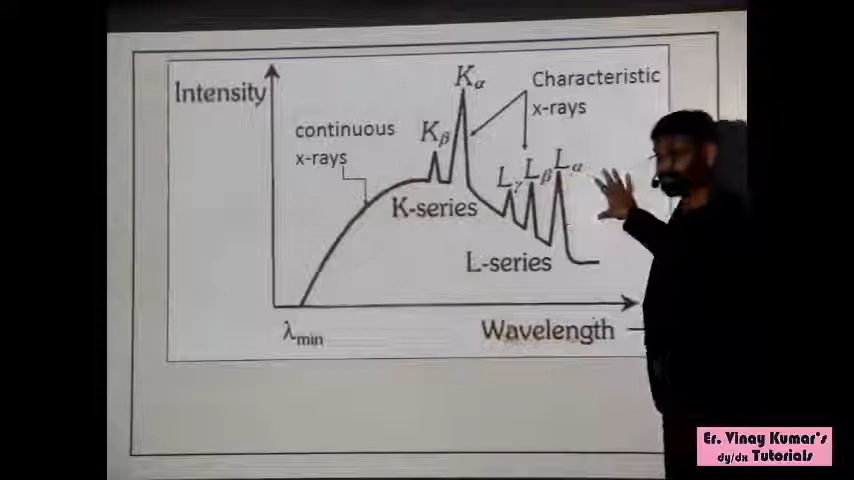 Intensity
Kα
Characteristic
x-rays
continuous
x-rays
Kβ
Lγ
Lβ
Lα
K-series
L-series
λmin
Wavelength
Er. Vinay Kumar's
dy/dx Tutorials